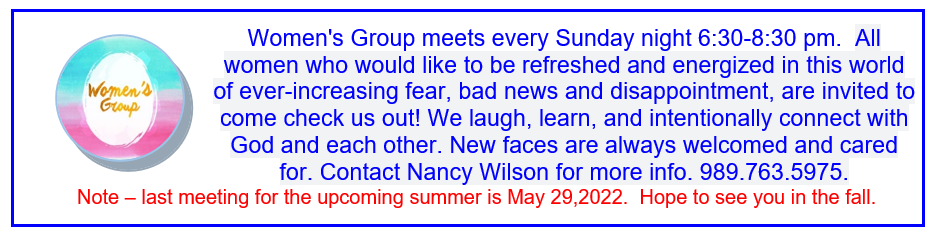 Women's Group
Women's Group meets every Sunday night 6:30-8:30 pm.  All
women who would like to be refreshed and energized in this world
of ever-increasing fear, bad news and disappointment, are invited to
come check us out! We laugh, learn, and intentionally connect with
God and each other. New faces are always welcomed and cared
for. Contact Nancy Wilson for more info. 989.763.5975.
Note – last meeting for the upcoming summer is May 29,2022.  Hope to see you in the fall.